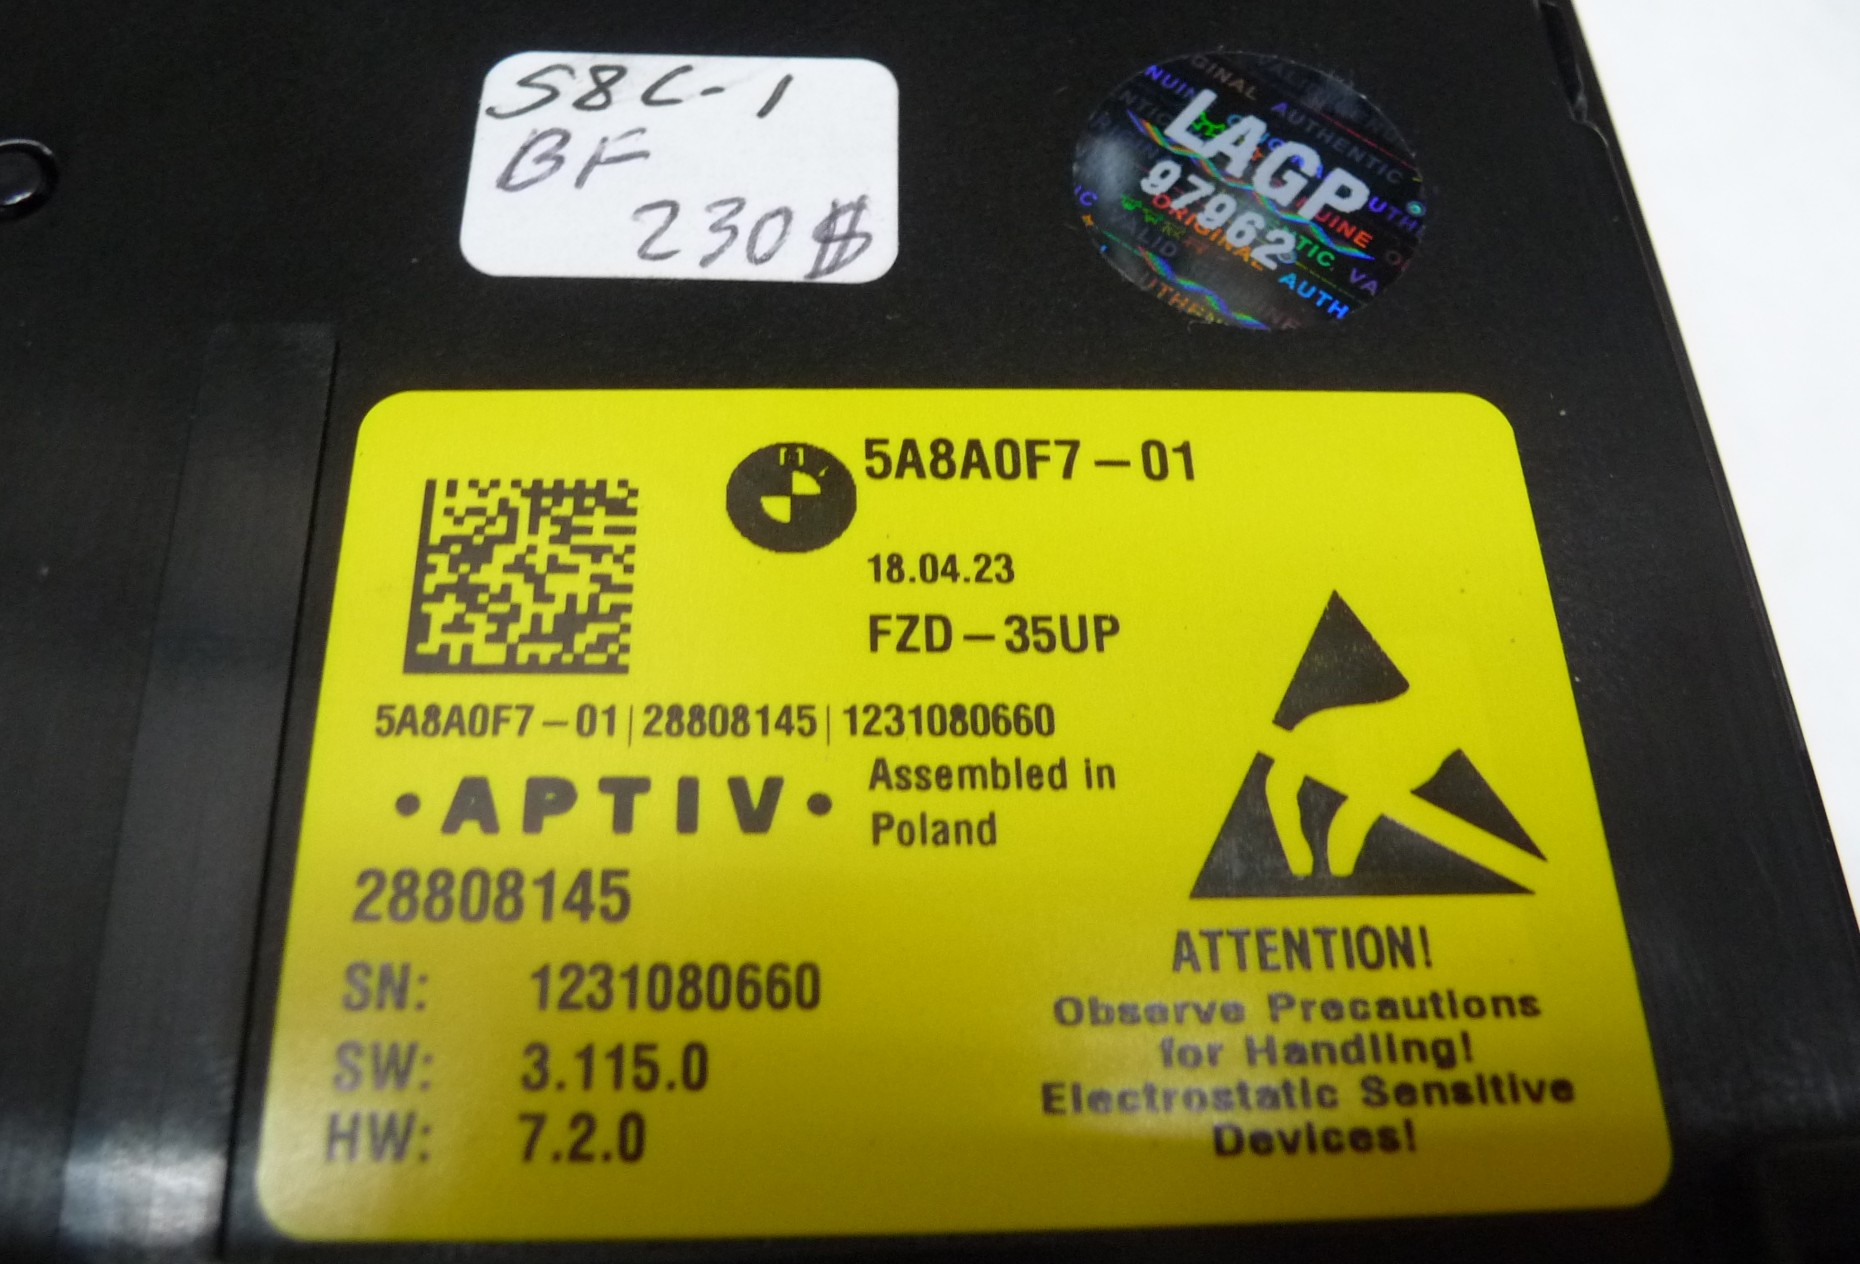 S8C-1
BF
230$
LAGP
97962
5A8A0F7-01
18.04.23
FZD-35UP
5A8A0F7-01|28808145|1231080660
•APTIV•
Assembled in
Poland
28808145
SN: 1231080660
SW: 3.115.0
HW: 7.2.0
ATTENTION!
Observe Precautions
for Handling!
Electrostatic Sensitive
Devices!